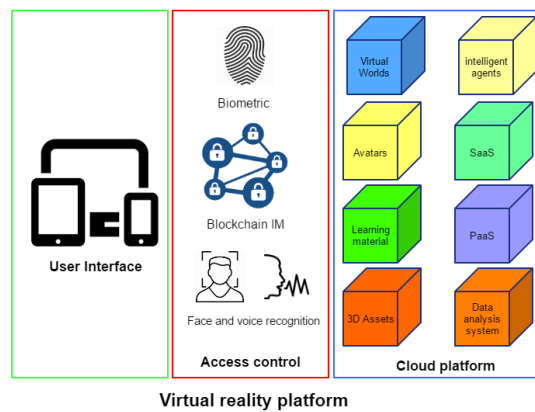 User Interface
Biometric
Blockchain IM
Face and voice recognition
Access control
Virtual
Worlds
intelligent
agents
Avatars
SaaS
Learning
material
PaaS
3D Assets
Data
analysis
system
Cloud platform
Virtual reality platform